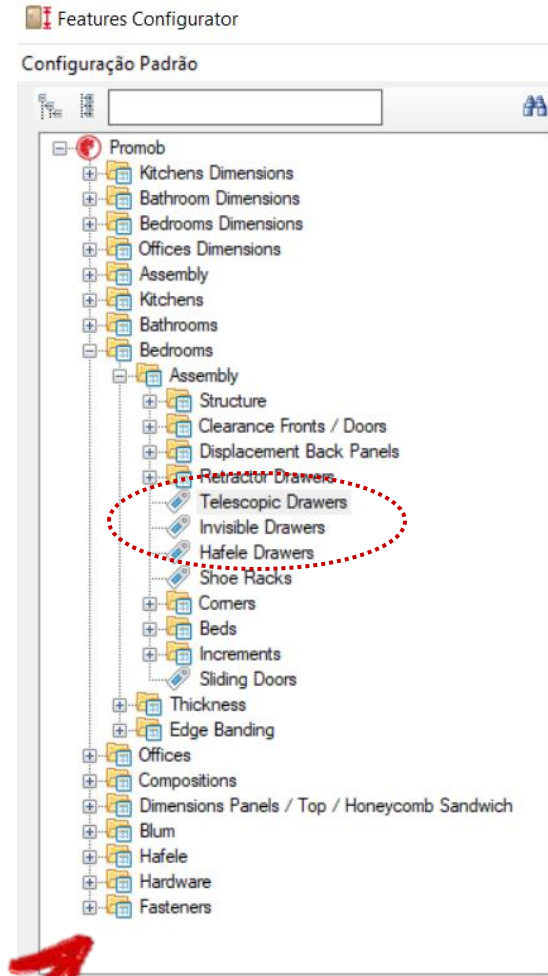 Features Configurator
Configuração Padrão
Promob
Kitchens Dimensions
Bathroom Dimensions
Bedrooms Dimensions
Offices Dimensions
Assembly
Kitchens
Bathrooms
Bedrooms
Assembly
Structure
Clearance Fronts / Doors
Displacement Back Panels
Retractor Drawers
Telescopic Drawers
Invisible Drawers
Hafele Drawers
Shoe Racks
Corners
Beds
Increments
Sliding Doors
Thickness
Edge Banding
Offices
Compositions
Dimensions Panels / Top / Honeycomb Sandwich
Blum
Hafele
Hardware
Fasteners